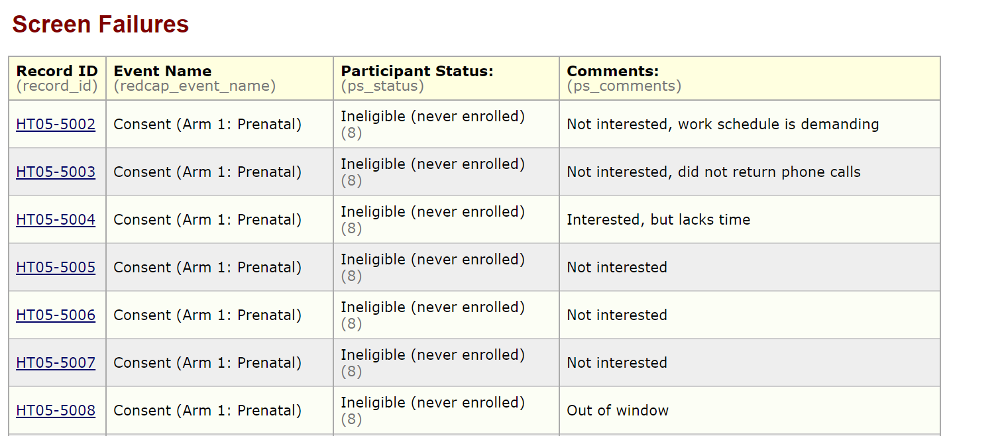 Screen Failures
Record ID
(record_id)
Event Name
(redcap_event_name)
Participant Status:
(ps_status)
Comments:
(ps_comments)
HT05-5002
Consent (Arm 1: Prenatal)
Ineligible (never enrolled)
(8)
Not interested, work schedule is demanding
HT05-5003
Consent (Arm 1: Prenatal)
Ineligible (never enrolled)
(8)
Not interested, did not return phone calls
HT05-5004
Consent (Arm 1: Prenatal)
Ineligible (never enrolled)
(8)
Interested, but lacks time
HT05-5005
Consent (Arm 1: Prenatal)
Ineligible (never enrolled)
(8)
Not interested
HT05-5006
Consent (Arm 1: Prenatal)
Ineligible (never enrolled)
(8)
Not interested
HT05-5007
Consent (Arm 1: Prenatal)
Ineligible (never enrolled)
(8)
Not interested
HT05-5008
Consent (Arm 1: Prenatal)
Ineligible (never enrolled)
(8)
Out of window